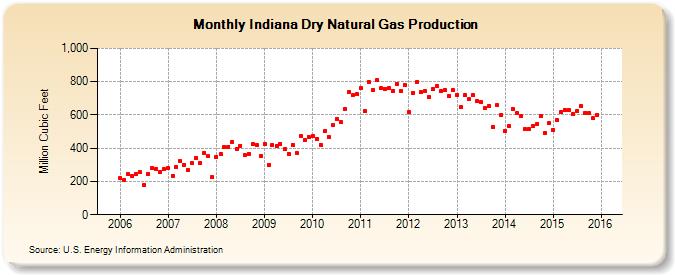 Monthly Indiana Dry Natural Gas Production
Million Cubic Feet
1,000
800
600
400
200
0
2006 2007 2008 2009 2010 2011 2012 2013 2014 2015 2016
Source: U.S. Energy Information Administration